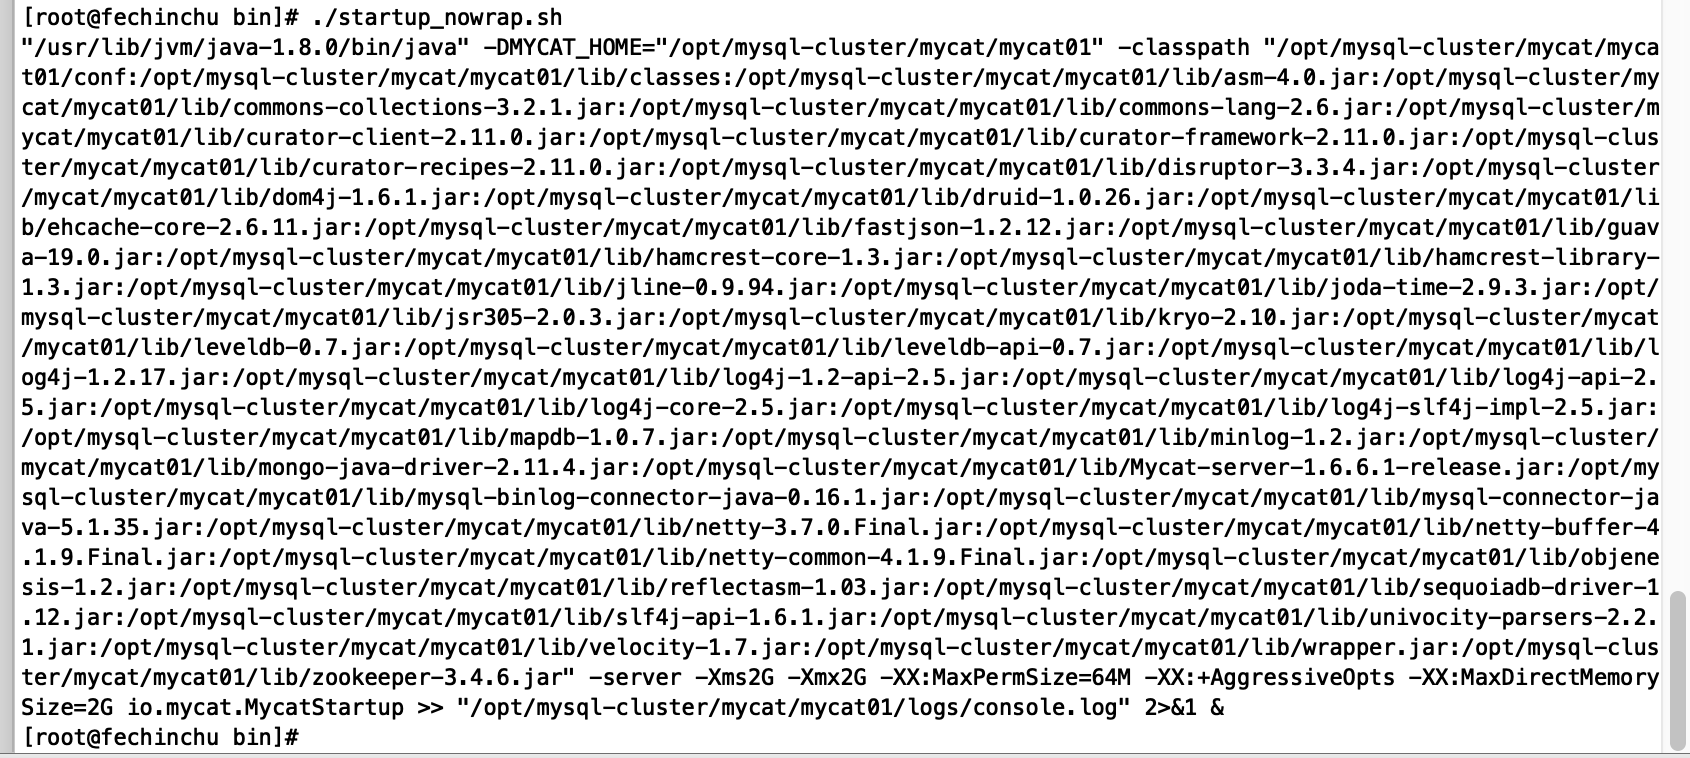 [root@fechinchu bin]# ./startup_nowrap.sh
"/usr/lib/jvm/java-1.8.0/bin/java" -DMYCAT_HOME="/opt/mysql-cluster/mycat/mycat01" -classpath "/opt/mysql-cluster/mycat/myca
t01/conf:/opt/mysql-cluster/mycat/mycat01/lib/classes:/opt/mysql-cluster/mycat/mycat01/lib/asm-4.0.jar:/opt/mysql-cluster/my
cat/mycat01/lib/commons-collections-3.2.1.jar:/opt/mysql-cluster/mycat/mycat01/lib/commons-lang-2.6.jar:/opt/mysql-cluster/m
ycat/mycat01/lib/curator-client-2.11.0.jar:/opt/mysql-cluster/mycat/mycat01/lib/curator-framework-2.11.0.jar:/opt/mysql-clus
ter/mycat/mycat01/lib/curator-recipes-2.11.0.jar:/opt/mysql-cluster/mycat/mycat01/lib/disruptor-3.3.4.jar:/opt/mysql-cluster
/mycat/mycat01/lib/dom4j-1.6.1.jar:/opt/mysql-cluster/mycat/mycat01/lib/druid-1.0.26.jar:/opt/mysql-cluster/mycat/mycat01/li
b/ehcache-core-2.6.11.jar:/opt/mysql-cluster/mycat/mycat01/lib/fastjson-1.2.12.jar:/opt/mysql-cluster/mycat/mycat01/lib/guav
a-19.0.jar:/opt/mysql-cluster/mycat/mycat01/lib/hamcrest-core-1.3.jar:/opt/mysql-cluster/mycat/mycat01/lib/hamcrest-library-
1.3.jar:/opt/mysql-cluster/mycat/mycat01/lib/jline-0.9.94.jar:/opt/mysql-cluster/mycat/mycat01/lib/joda-time-2.9.3.jar:/opt/
mysql-cluster/mycat/mycat01/lib/jsr305-2.0.3.jar:/opt/mysql-cluster/mycat/mycat01/lib/kryo-2.10.jar:/opt/mysql-cluster/mycat
/mycat01/lib/leveldb-0.7.jar:/opt/mysql-cluster/mycat/mycat01/lib/leveldb-api-0.7.jar:/opt/mysql-cluster/mycat/mycat01/lib/l
og4j-1.2.17.jar:/opt/mysql-cluster/mycat/mycat01/lib/log4j-1.2-api-2.5.jar:/opt/mysql-cluster/mycat/mycat01/lib/log4j-api-2.
5.jar:/opt/mysql-cluster/mycat/mycat01/lib/log4j-core-2.5.jar:/opt/mysql-cluster/mycat/mycat01/lib/log4j-slf4j-impl-2.5.jar:
/opt/mysql-cluster/mycat/mycat01/lib/mapdb-1.0.7.jar:/opt/mysql-cluster/mycat/mycat01/lib/minlog-1.2.jar:/opt/mysql-cluster/
mycat/mycat01/lib/mongo-java-driver-2.11.4.jar:/opt/mysql-cluster/mycat/mycat01/lib/Mycat-server-1.6.6.1-release.jar:/opt/my
sql-cluster/mycat/mycat01/lib/mysql-binlog-connector-java-0.16.1.jar:/opt/mysql-cluster/mycat/mycat01/lib/mysql-connector-ja
va-5.1.35.jar:/opt/mysql-cluster/mycat/mycat01/lib/netty-3.7.0.Final.jar:/opt/mysql-cluster/mycat/mycat01/lib/netty-buffer-4
.1.9.Final.jar:/opt/mysql-cluster/mycat/mycat01/lib/netty-common-4.1.9.Final.jar:/opt/mysql-cluster/mycat/mycat01/lib/objene
sis-1.2.jar:/opt/mysql-cluster/mycat/mycat01/lib/reflectasm-1.03.jar:/opt/mysql-cluster/mycat/mycat01/lib/sequoiadb-driver-1
.12.jar:/opt/mysql-cluster/mycat/mycat01/lib/slf4j-api-1.6.1.jar:/opt/mysql-cluster/mycat/mycat01/lib/univocity-parsers-2.2.
1.jar:/opt/mysql-cluster/mycat/mycat01/lib/velocity-1.7.jar:/opt/mysql-cluster/mycat/mycat01/lib/wrapper.jar:/opt/mysql-clus
ter/mycat/mycat01/lib/zookeeper-3.4.6.jar" -server -Xms2G -Xmx2G -XX:MaxPermSize=64M -XX:+AggressiveOpts -XX:MaxDirectMemory
Size=2G io.mycat.MycatStartup >> "/opt/mysql-cluster/mycat/mycat01/logs/console.log" 2>&1 &
[root@fechinchu bin]#